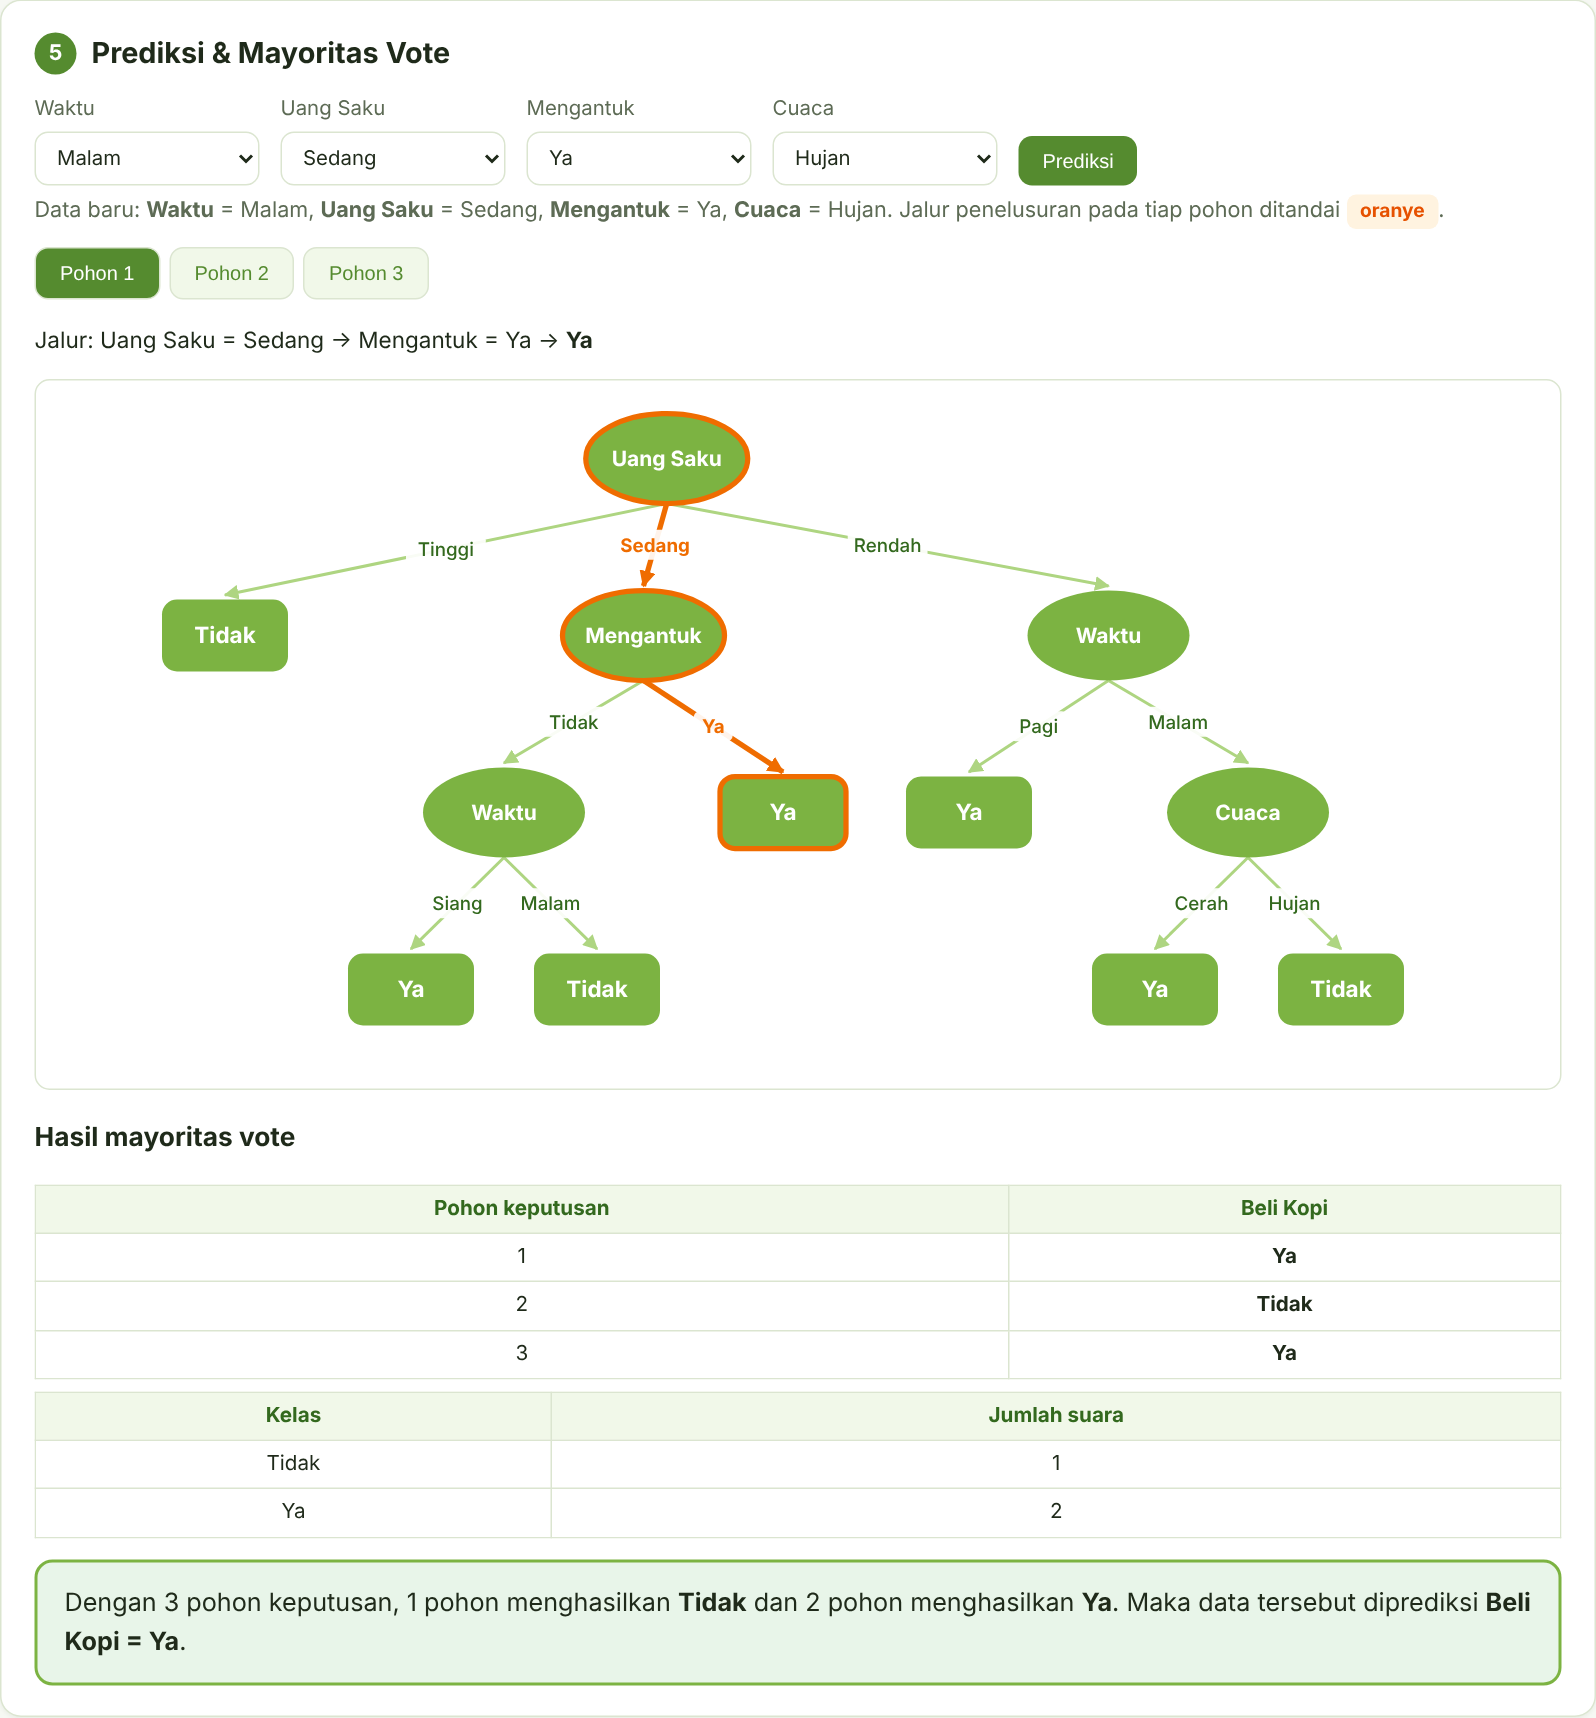 5 Prediksi & Mayoritas Vote
Waktu Uang Saku Mengantuk Cuaca
Malam Sedang Ya Hujan Prediksi
Data baru: Waktu = Malam, Uang Saku = Sedang, Mengantuk = Ya, Cuaca = Hujan. Jalur penelusuran pada tiap pohon ditandai oranye .
Pohon 1 Pohon 2 Pohon 3
Jalur: Uang Saku = Sedang → Mengantuk = Ya → Ya
Uang Saku
Tinggi Sedang Rendah
Tidak Mengantuk Waktu
Tidak Ya Pagi Malam
Waktu Ya Ya Cuaca
Siang Malam Cerah Hujan
Ya Tidak Ya Tidak
Hasil mayoritas vote
Pohon keputusan Beli Kopi
1 Ya
2 Tidak
3 Ya
Kelas Jumlah suara
Tidak 1
Ya 2
Dengan 3 pohon keputusan, 1 pohon menghasilkan Tidak dan 2 pohon menghasilkan Ya. Maka data tersebut diprediksi Beli
Kopi = Ya.